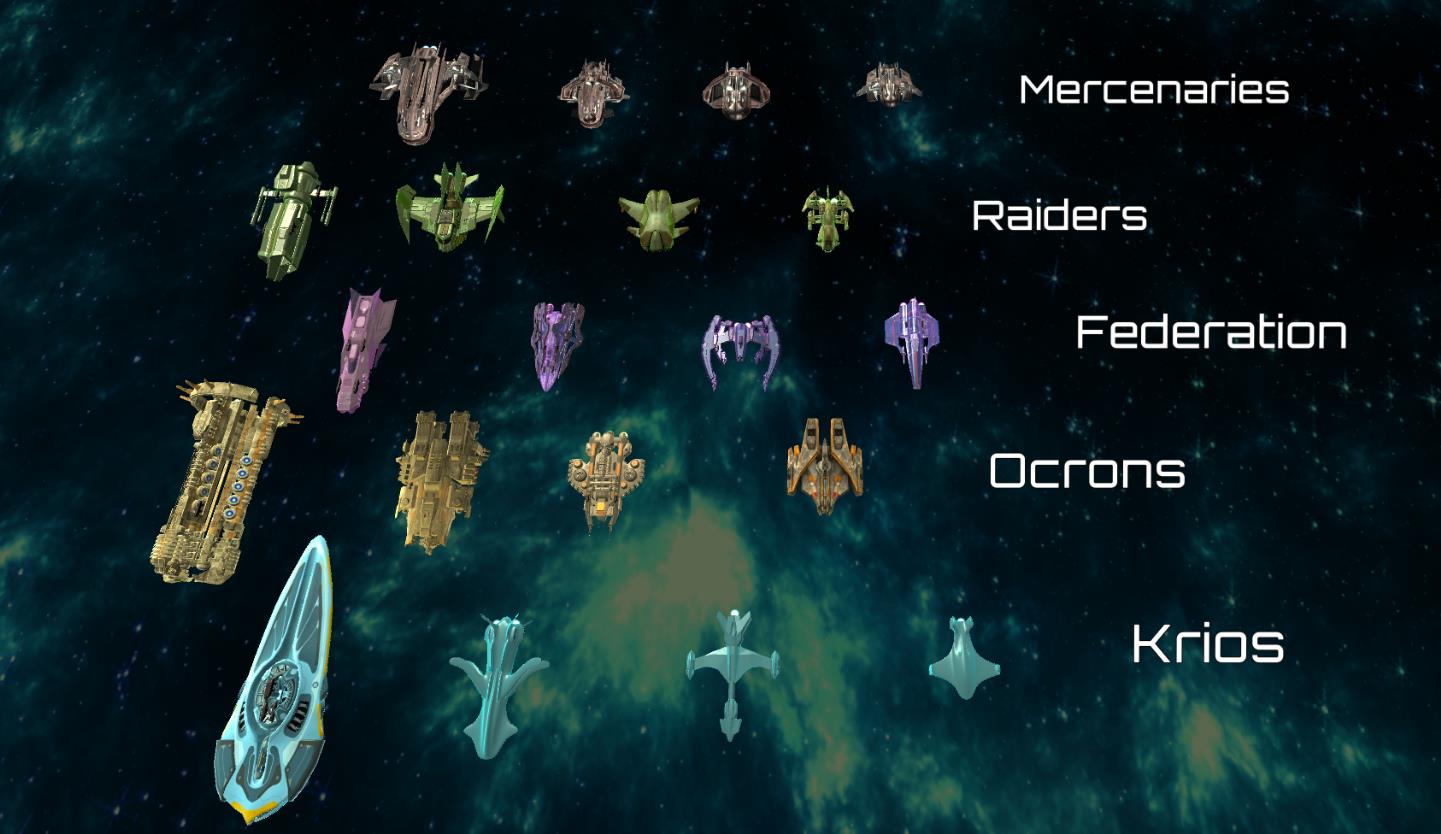 Mercenaries
Raiders
Federation
Ocrons
Krios